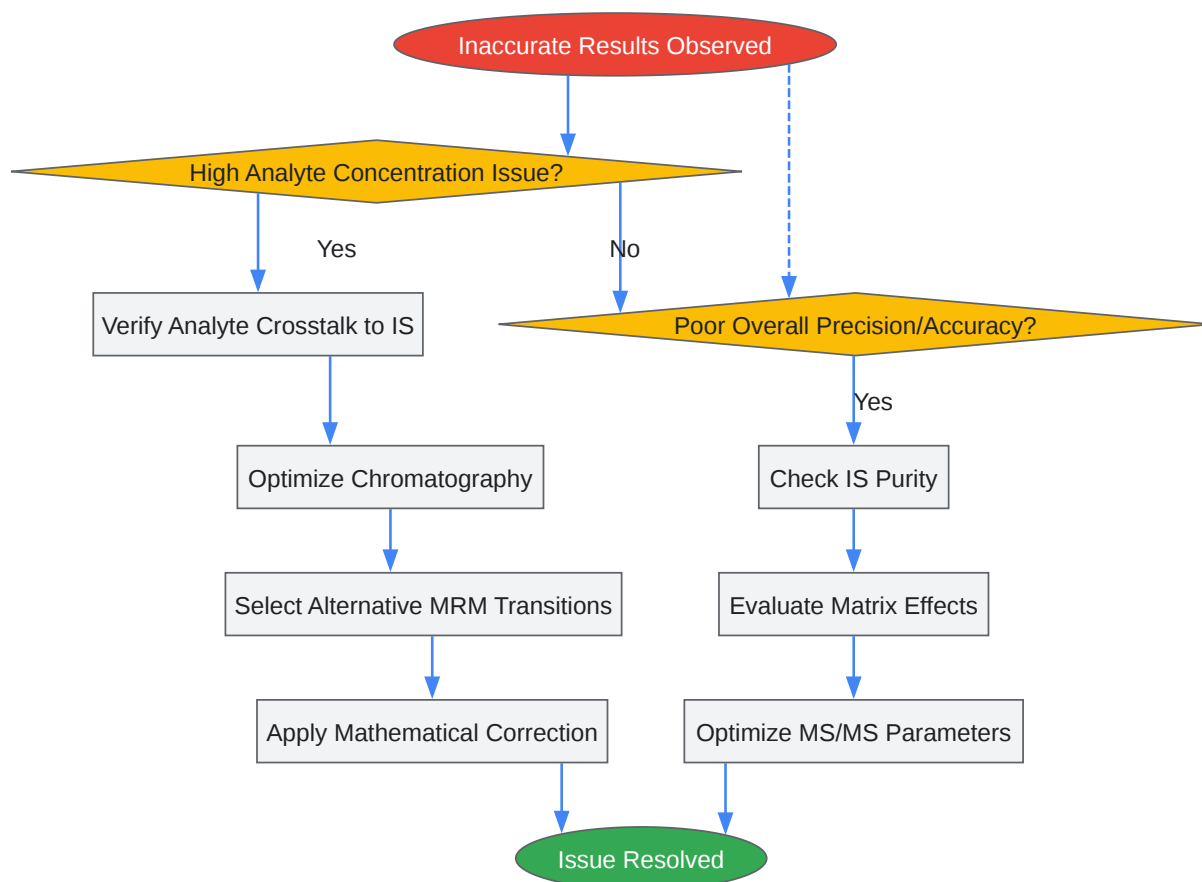 Inaccurate Results Observed
High Analyte Concentration Issue?
Yes
No
Verify Analyte Crosstalk to IS
Poor Overall Precision/Accuracy?
Yes
Optimize Chromatography
Check IS Purity
Select Alternative MRM Transitions
Evaluate Matrix Effects
Apply Mathematical Correction
Optimize MS/MS Parameters
Issue Resolved